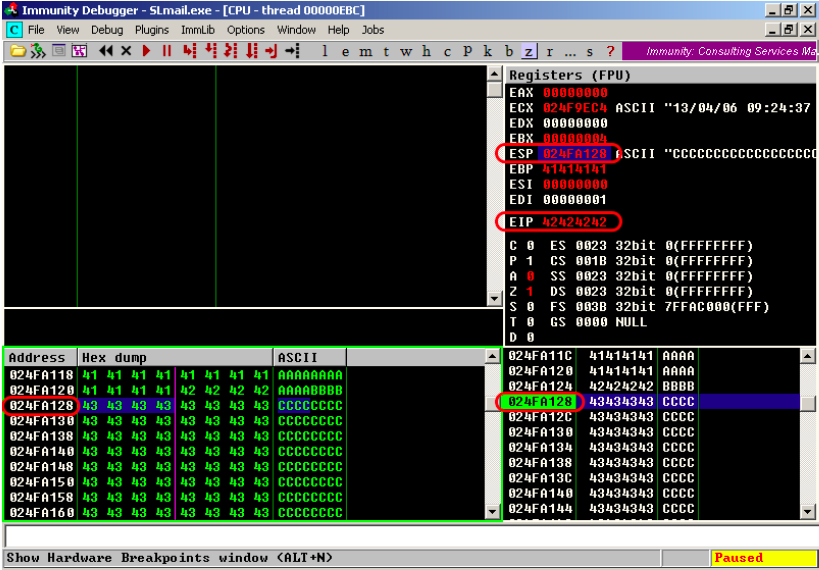 Immunity Debugger - SLmail.exe - [CPU - thread 00000EBC]
C File View Debug Plugins ImmLib Options Window Help Jobs
l e m t w h c P k b z r ... s ? Immunity: Consulting Services Ma
Registers (FPU)
EAX 00000000
ECX 024F9EC4 ASCII "13/04/06 09:24:37
EDX 00000000
EBX 00000004
ESP 024FA128 ASCII "CCCCCCCCCCCCCCCCCC
EBP 41414141
ESI 00000000
EDI 00000001
EIP 42424242
C 0 ES 0023 32bit 0(FFFFFFFF)
P 1 CS 001B 32bit 0(FFFFFFFF)
A 0 SS 0023 32bit 0(FFFFFFFF)
Z 1 DS 0023 32bit 0(FFFFFFFF)
S 0 FS 003B 32bit 7FFAC000(FFF)
T 0 GS 0000 NULL
D 0
Address Hex dump ASCII
024FA118 41 41 41 41 41 41 41 41 AAAAAAAA
024FA120 41 41 41 41 42 42 42 42 AAAABBBB
024FA128 43 43 43 43 43 43 43 43 CCCCCCCC
024FA130 43 43 43 43 43 43 43 43 CCCCCCCC
024FA138 43 43 43 43 43 43 43 43 CCCCCCCC
024FA140 43 43 43 43 43 43 43 43 CCCCCCCC
024FA148 43 43 43 43 43 43 43 43 CCCCCCCC
024FA150 43 43 43 43 43 43 43 43 CCCCCCCC
024FA158 43 43 43 43 43 43 43 43 CCCCCCCC
024FA160 43 43 43 43 43 43 43 43 CCCCCCCC
024FA11C 41414141 AAAA
024FA120 41414141 AAAA
024FA124 42424242 BBBB
024FA128 43434343 CCCC
024FA12C 43434343 CCCC
024FA130 43434343 CCCC
024FA134 43434343 CCCC
024FA138 43434343 CCCC
024FA13C 43434343 CCCC
024FA140 43434343 CCCC
024FA144 43434343 CCCC
Show Hardware Breakpoints window (ALT+N)
Paused